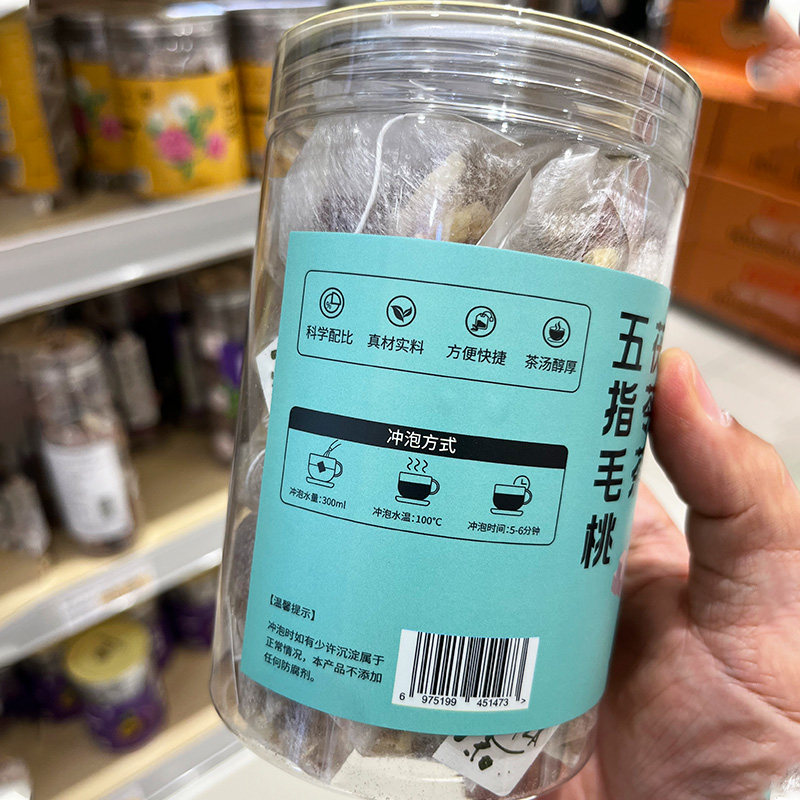 科学配比
真材实料
方便快捷
茶汤醇厚
五指毛桃
茯
茶
冲泡方式
冲泡水量:300ml
冲泡水温:100℃
冲泡时间:5-6分钟
【温馨提示】
冲泡时如有少许沉淀属于
正常情况，本产品不添加
任何防腐剂。
6 975199 451473 >